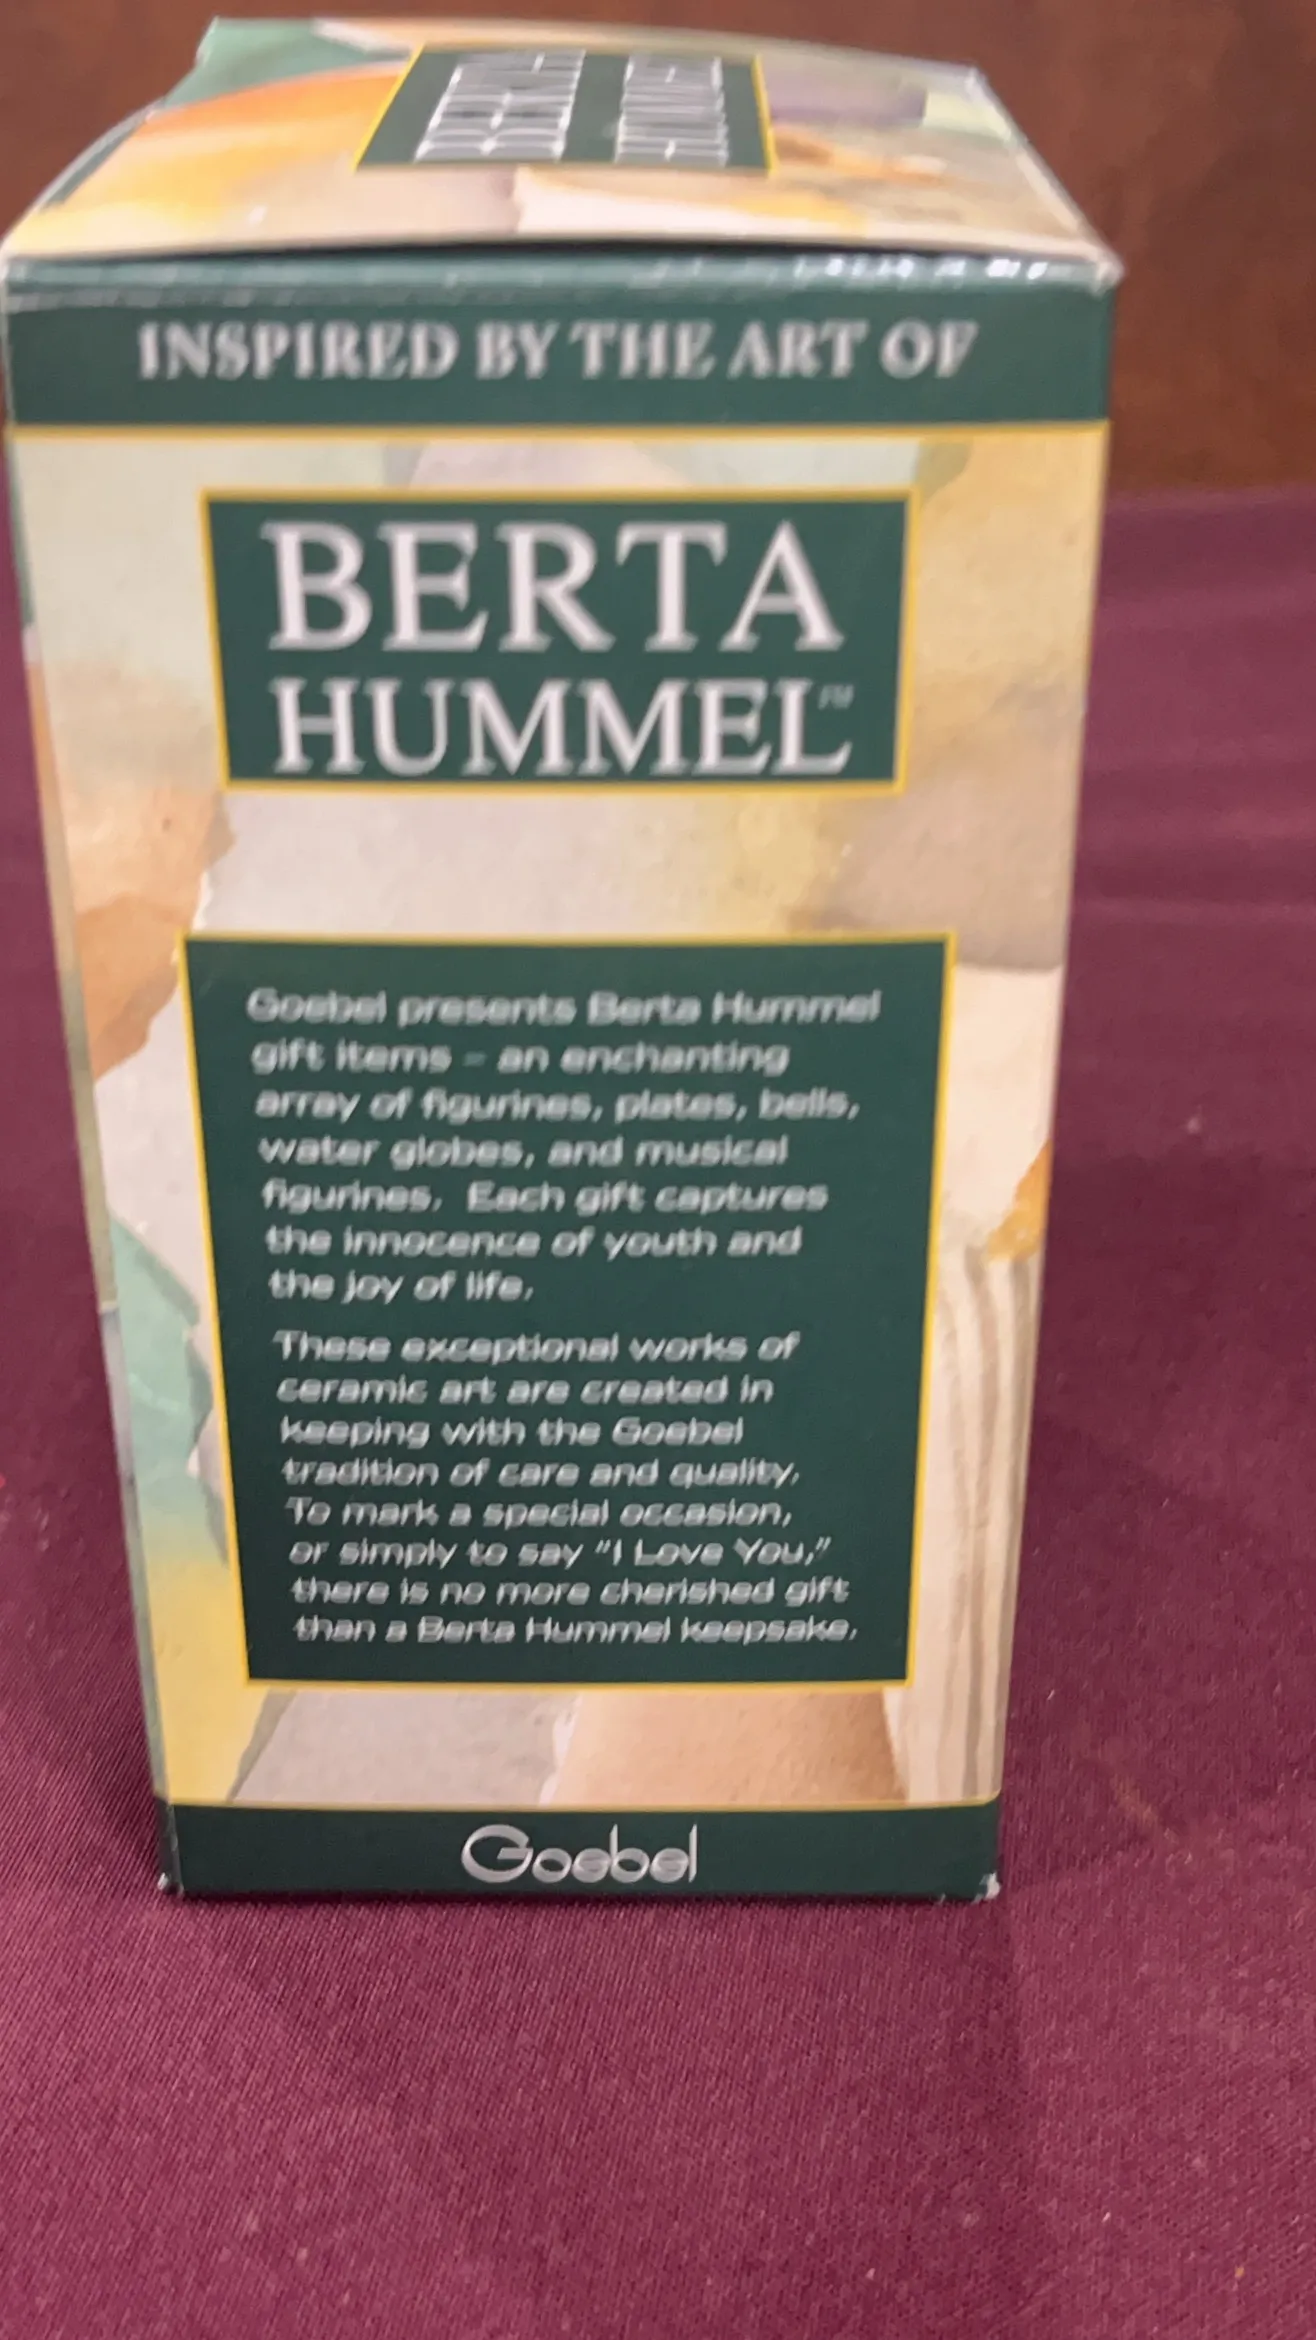 BERTA
HUMMEL
INSPIRED BY THE ART OF
BERTA
HUMMEL™
Goebel presents Berta Hummel
gift items – an enchanting
array of figurines, plates, bells,
water globes, and musical
figurines. Each gift captures
the innocence of youth and
the joy of life.
These exceptional works of
ceramic art are created in
keeping with the Goebel
tradition of care and quality.
To mark a special occasion,
or simply to say "I Love You,"
there is no more cherished gift
than a Berta Hummel keepsake.
Goebel